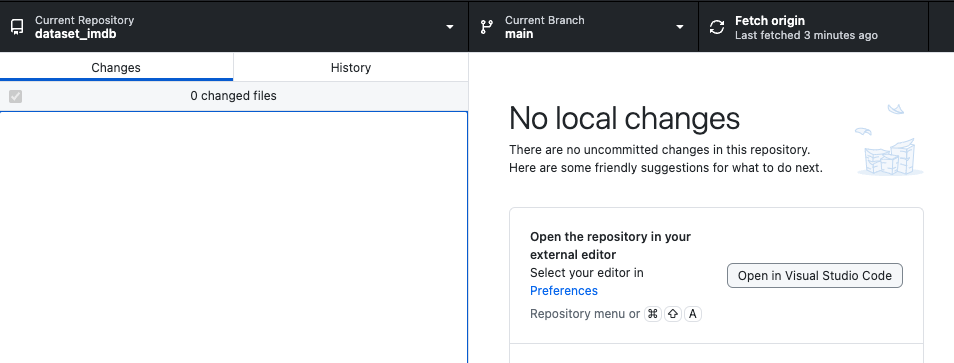 Current Repository
dataset_imdb
Current Branch
main
Fetch origin
Last fetched 3 minutes ago
Changes
History
0 changed files
No local changes
There are no uncommitted changes in this repository.
Here are some friendly suggestions for what to do next.
Open the repository in your
external editor
Select your editor in
Preferences
Repository menu or ⌘ ⇧ A
Open in Visual Studio Code